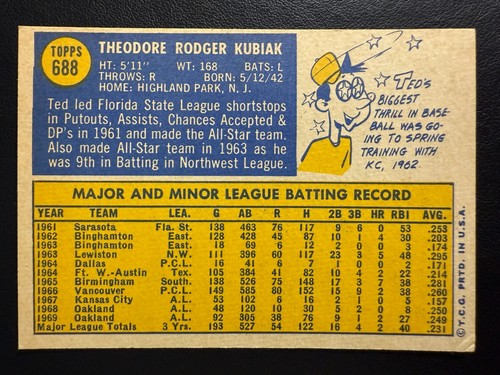 TOPPS
688
THEODORE RODGER KUBIAK
HT: 5'11" WT: 168 BATS: L
THROWS: R BORN: 5/12/42
HOME: HIGHLAND PARK, N. J.
Ted led Florida State League shortstops
in Putouts, Assists, Chances Accepted &
DP's in 1961 and made the All-Star team.
Also made All-Star team in 1963 as he
was 9th in Batting in Northwest League.
TED'S
BIGGEST
THRILL IN BASE
BALL WAS GO-
ING TO SPRING
TRAINING WITH
KC, 1962.
MAJOR AND MINOR LEAGUE BATTING RECORD
YEAR TEAM LEA. G AB R H 2B 3B HR RBI AVG.
1961 Sarasota Fla. St. 138 463 76 117 9 6 0 53 .253
1962 Binghamton East. 128 428 45 87 10 1 4 30 .203
1963 Binghamton East. 18 69 6 12 2 0 0 3 .174
1963 Lewiston N.W. 111 396 60 117 23 3 5 48 .295
1964 Dallas P.C.L. 16 41 6 7 1 0 0 2 .171
1964 Ft. W.-Austin Tex. 105 384 41 82 10 4 2 22 .214
1965 Birmingham South. 138 526 75 148 17 3 7 38 .281
1966 Vancouver P.C.L. 149 585 80 152 15 9 2 38 .260
1967 Kansas City A.L. 53 102 6 16 2 1 0 5 .157
1968 Oakland A.L. 48 120 10 30 5 2 0 8 .250
1969 Oakland A.L. 92 305 38 76 9 1 2 27 .249
Major League Totals 3 Yrs. 193 527 54 122 16 4 2 40 .231
© T.C.G. PRTD. IN U.S.A.